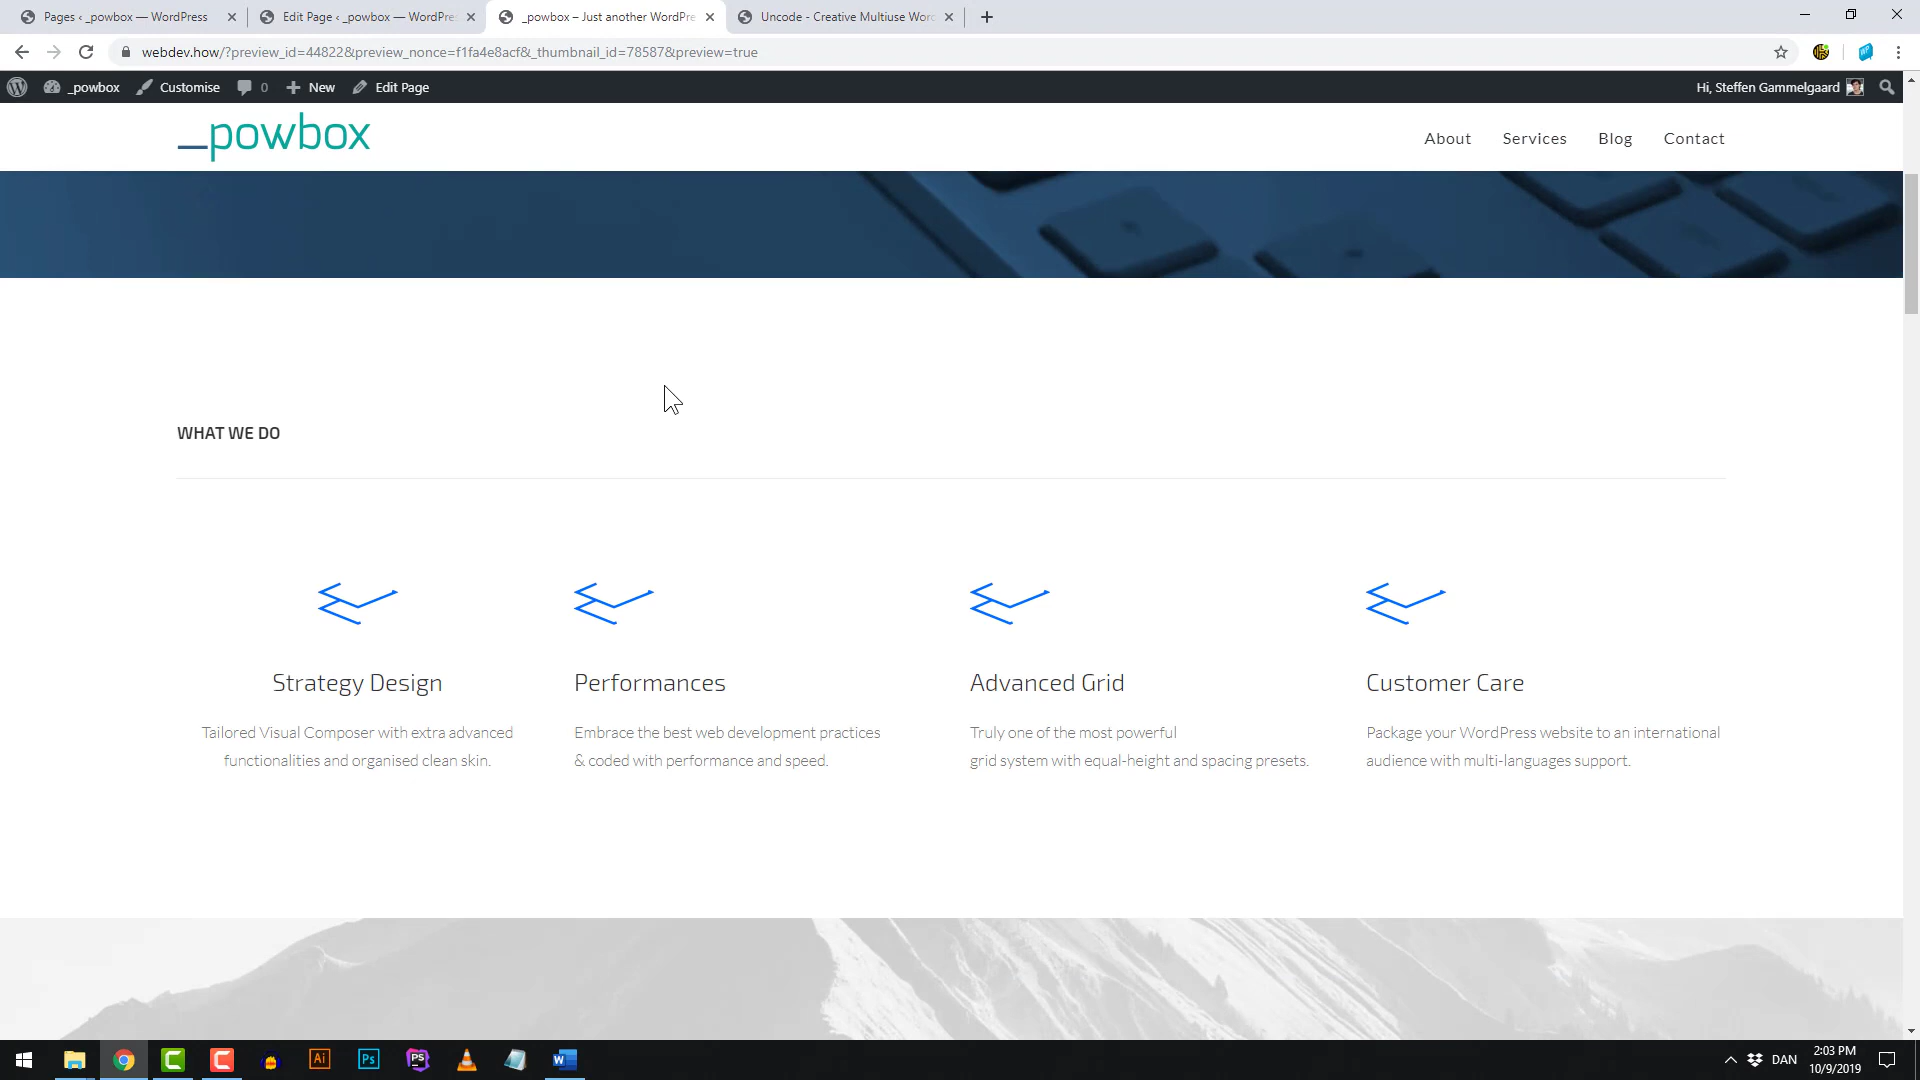 Pages ‹ _powbox — WordPress
Edit Page ‹ _powbox — WordPres
_powbox – Just another WordPre
Uncode - Creative Multiuse Word
webdev.how/?preview_id=44822&preview_nonce=f1fa4e8acf&_thumbnail_id=78587&preview=true
_powbox Customise 0 New Edit Page Hi, Steffen Gammelgaard
_powbox
About Services Blog Contact
WHAT WE DO
Strategy Design
Tailored Visual Composer with extra advanced
functionalities and organised clean skin.
Performances
Embrace the best web development practices
& coded with performance and speed.
Advanced Grid
Truly one of the most powerful
grid system with equal-height and spacing presets.
Customer Care
Package your WordPress website to an international
audience with multi-languages support.
Ai Ps PS W
DAN
2:03 PM
10/9/2019